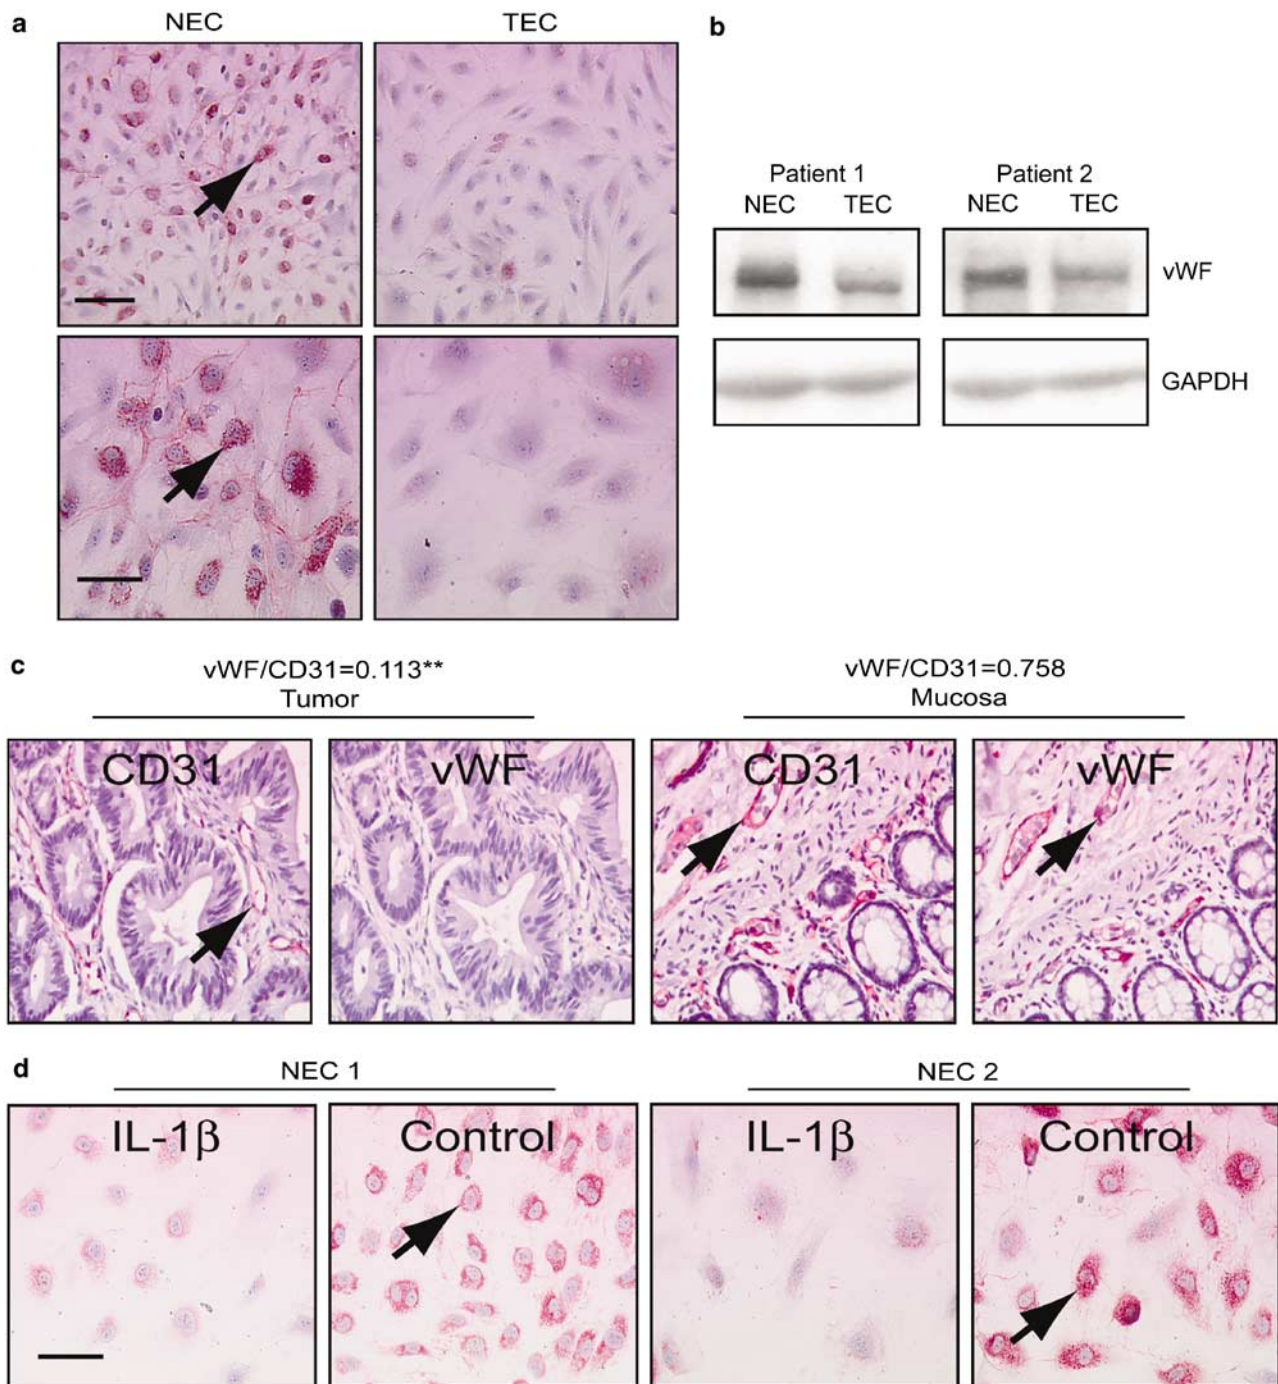 a
NEC
TEC
b
Patient 1
Patient 2
NEC
TEC
NEC
TEC
vWF
GAPDH
c
vWF/CD31=0.113**
Tumor
vWF/CD31=0.758
Mucosa
CD31
vWF
CD31
vWF
d
NEC 1
NEC 2
IL-1β
Control
IL-1β
Control